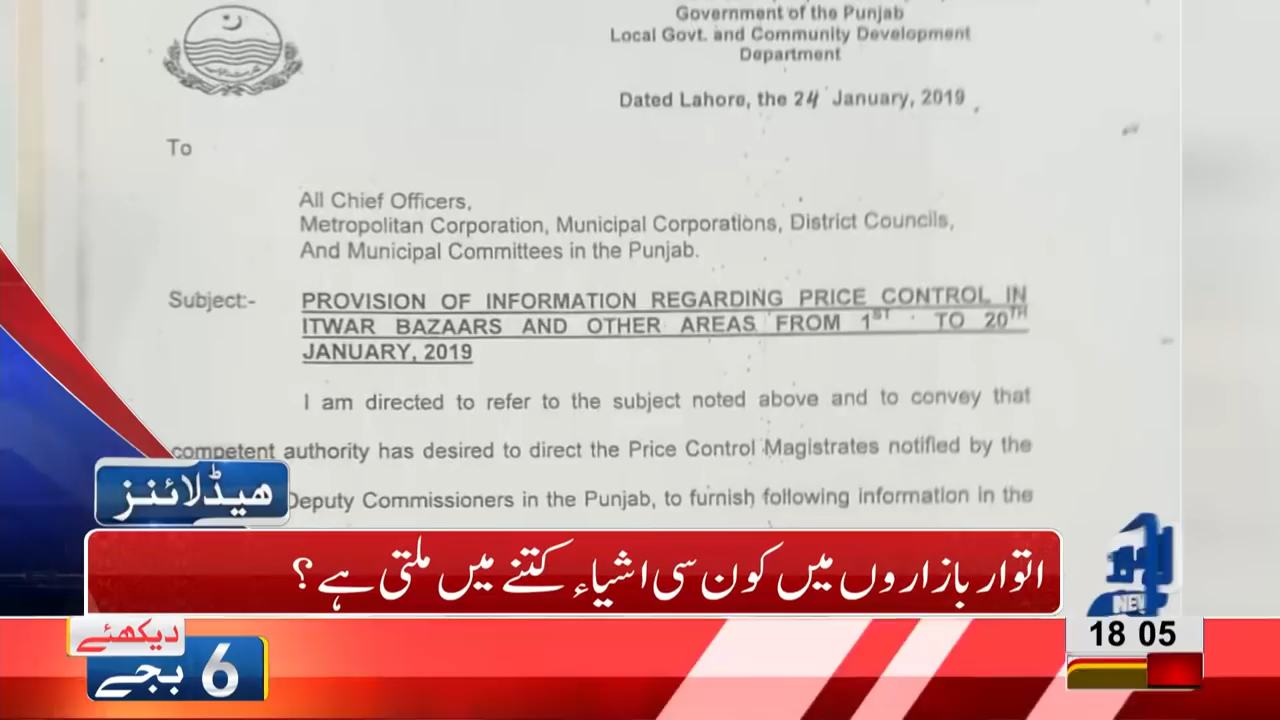 Government of the Punjab
Local Govt. and Community Development
Department
Dated Lahore, the 24 January, 2019
To
All Chief Officers,
Metropolitan Corporation, Municipal Corporations, District Councils,
And Municipal Committees in the Punjab.
Subject:- PROVISION OF INFORMATION REGARDING PRICE CONTROL IN
ITWAR BAZAARS AND OTHER AREAS FROM 1ST TO 20TH
JANUARY, 2019
I am directed to refer to the subject noted above and to convey that
competent authority has desired to direct the Price Control Magistrates notified by the
Deputy Commissioners in the Punjab, to furnish following information in the
ہیڈلائنز
اتوار بازاروں میں کون سی اشیاء کتنے میں ملتی ہے؟
دیکھئے
6 بجے
NEWS
18 05